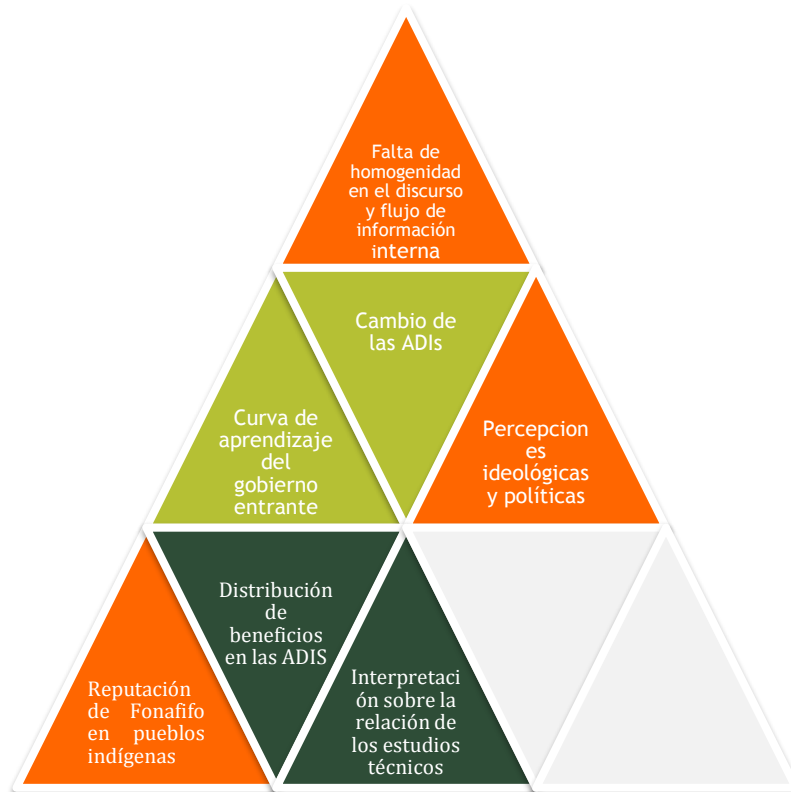 Falta de
homogenidad
en el discurso
y flujo de
información
interna
Cambio de
las ADIs
Curva de
aprendizaje
del
gobierno
entrante
Percepcion
es
ideológicas
y políticas
Distribución
de
beneficios
en las ADIS
Reputación
de Fonafifo
en pueblos
indígenas
Interpretaci
ón sobre la
relación de
los estudios
técnicos